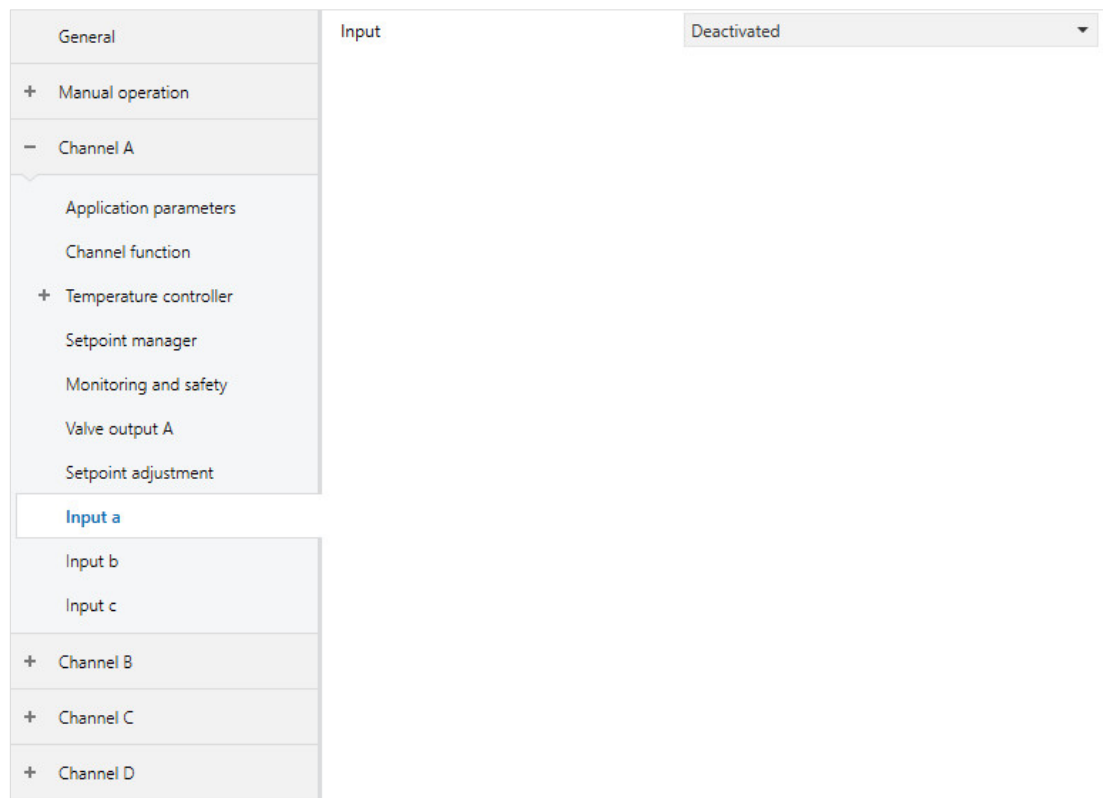 General
Input
Deactivated
+ Manual operation
− Channel A
Application parameters
Channel function
+ Temperature controller
Setpoint manager
Monitoring and safety
Valve output A
Setpoint adjustment
Input a
Input b
Input c
+ Channel B
+ Channel C
+ Channel D